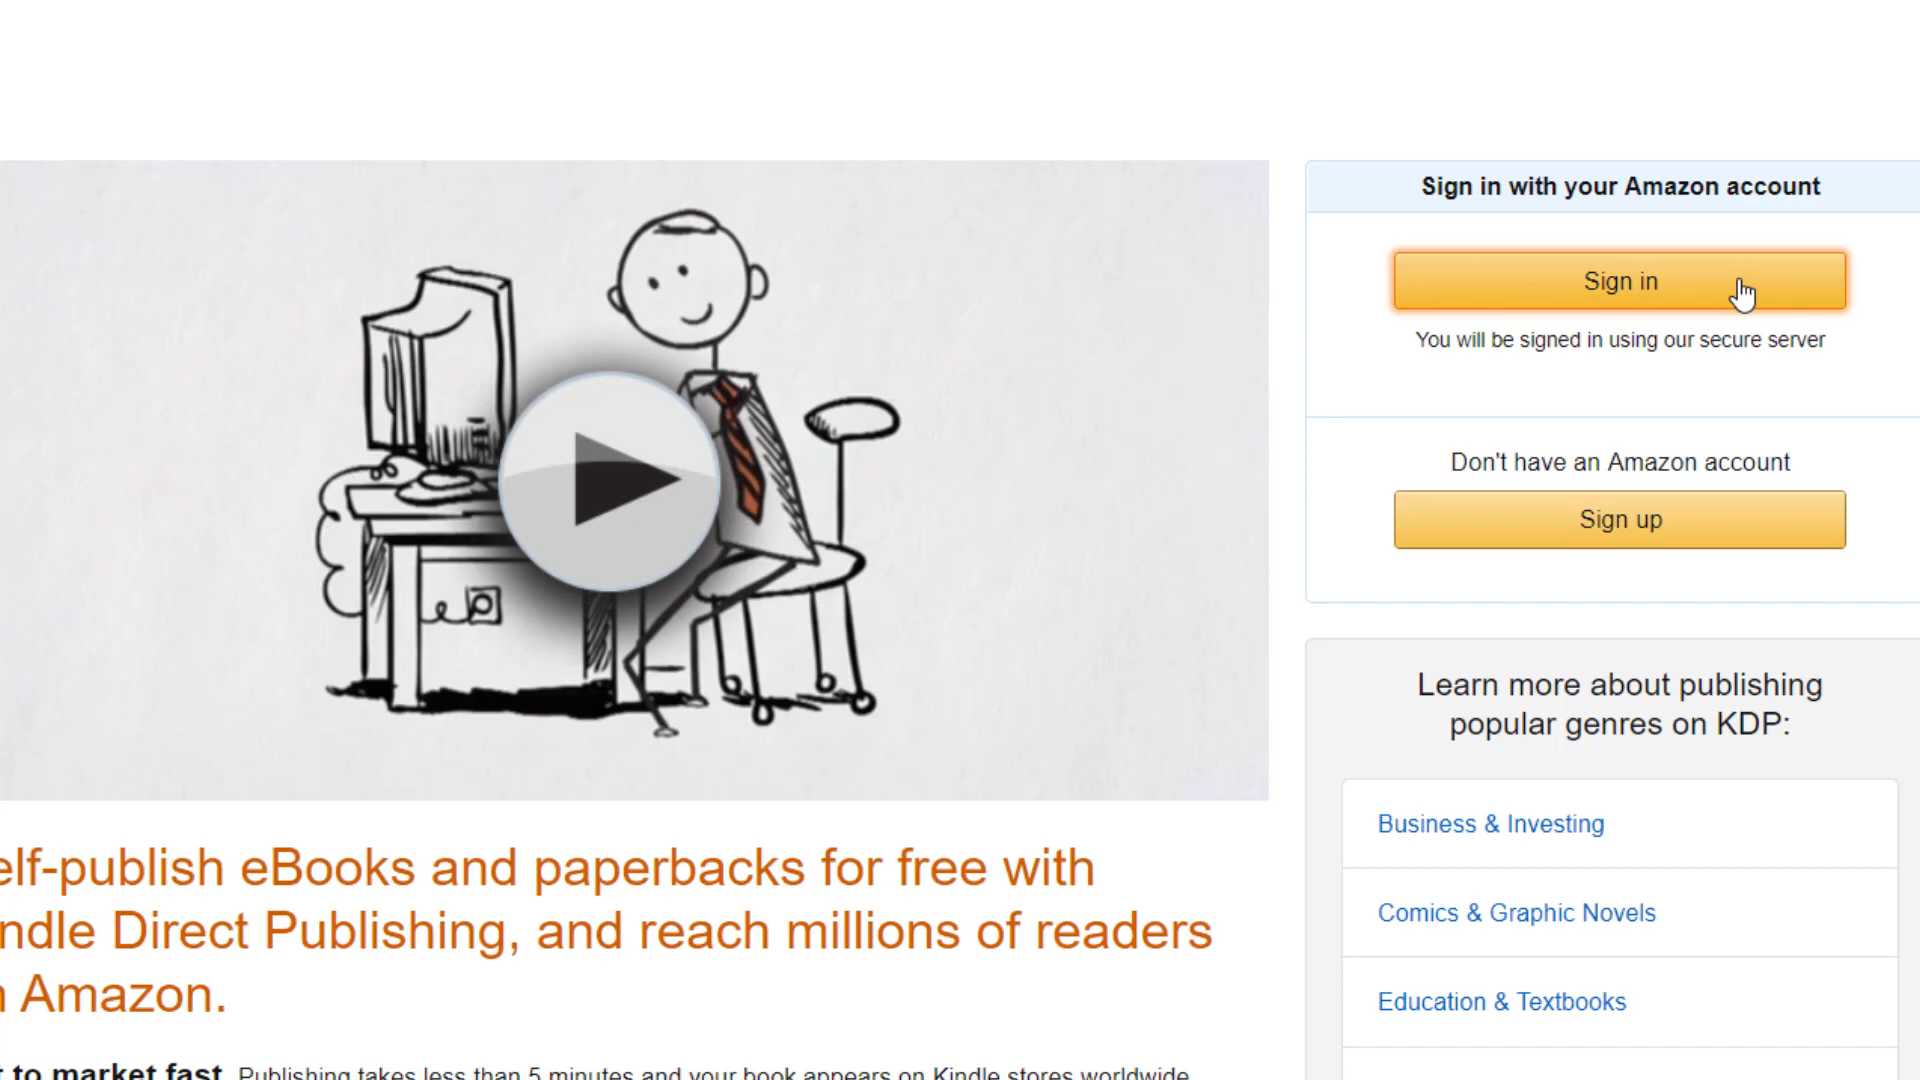 Sign in with your Amazon account
Sign in
You will be signed in using our secure server
Don't have an Amazon account
Sign up
Learn more about publishing
popular genres on KDP:
Business & Investing
Comics & Graphic Novels
Education & Textbooks
elf-publish eBooks and paperbacks for free with
ndle Direct Publishing, and reach millions of readers
n Amazon.
t to market fast. Publishing takes less than 5 minutes and your book appears on Kindle stores worldwide